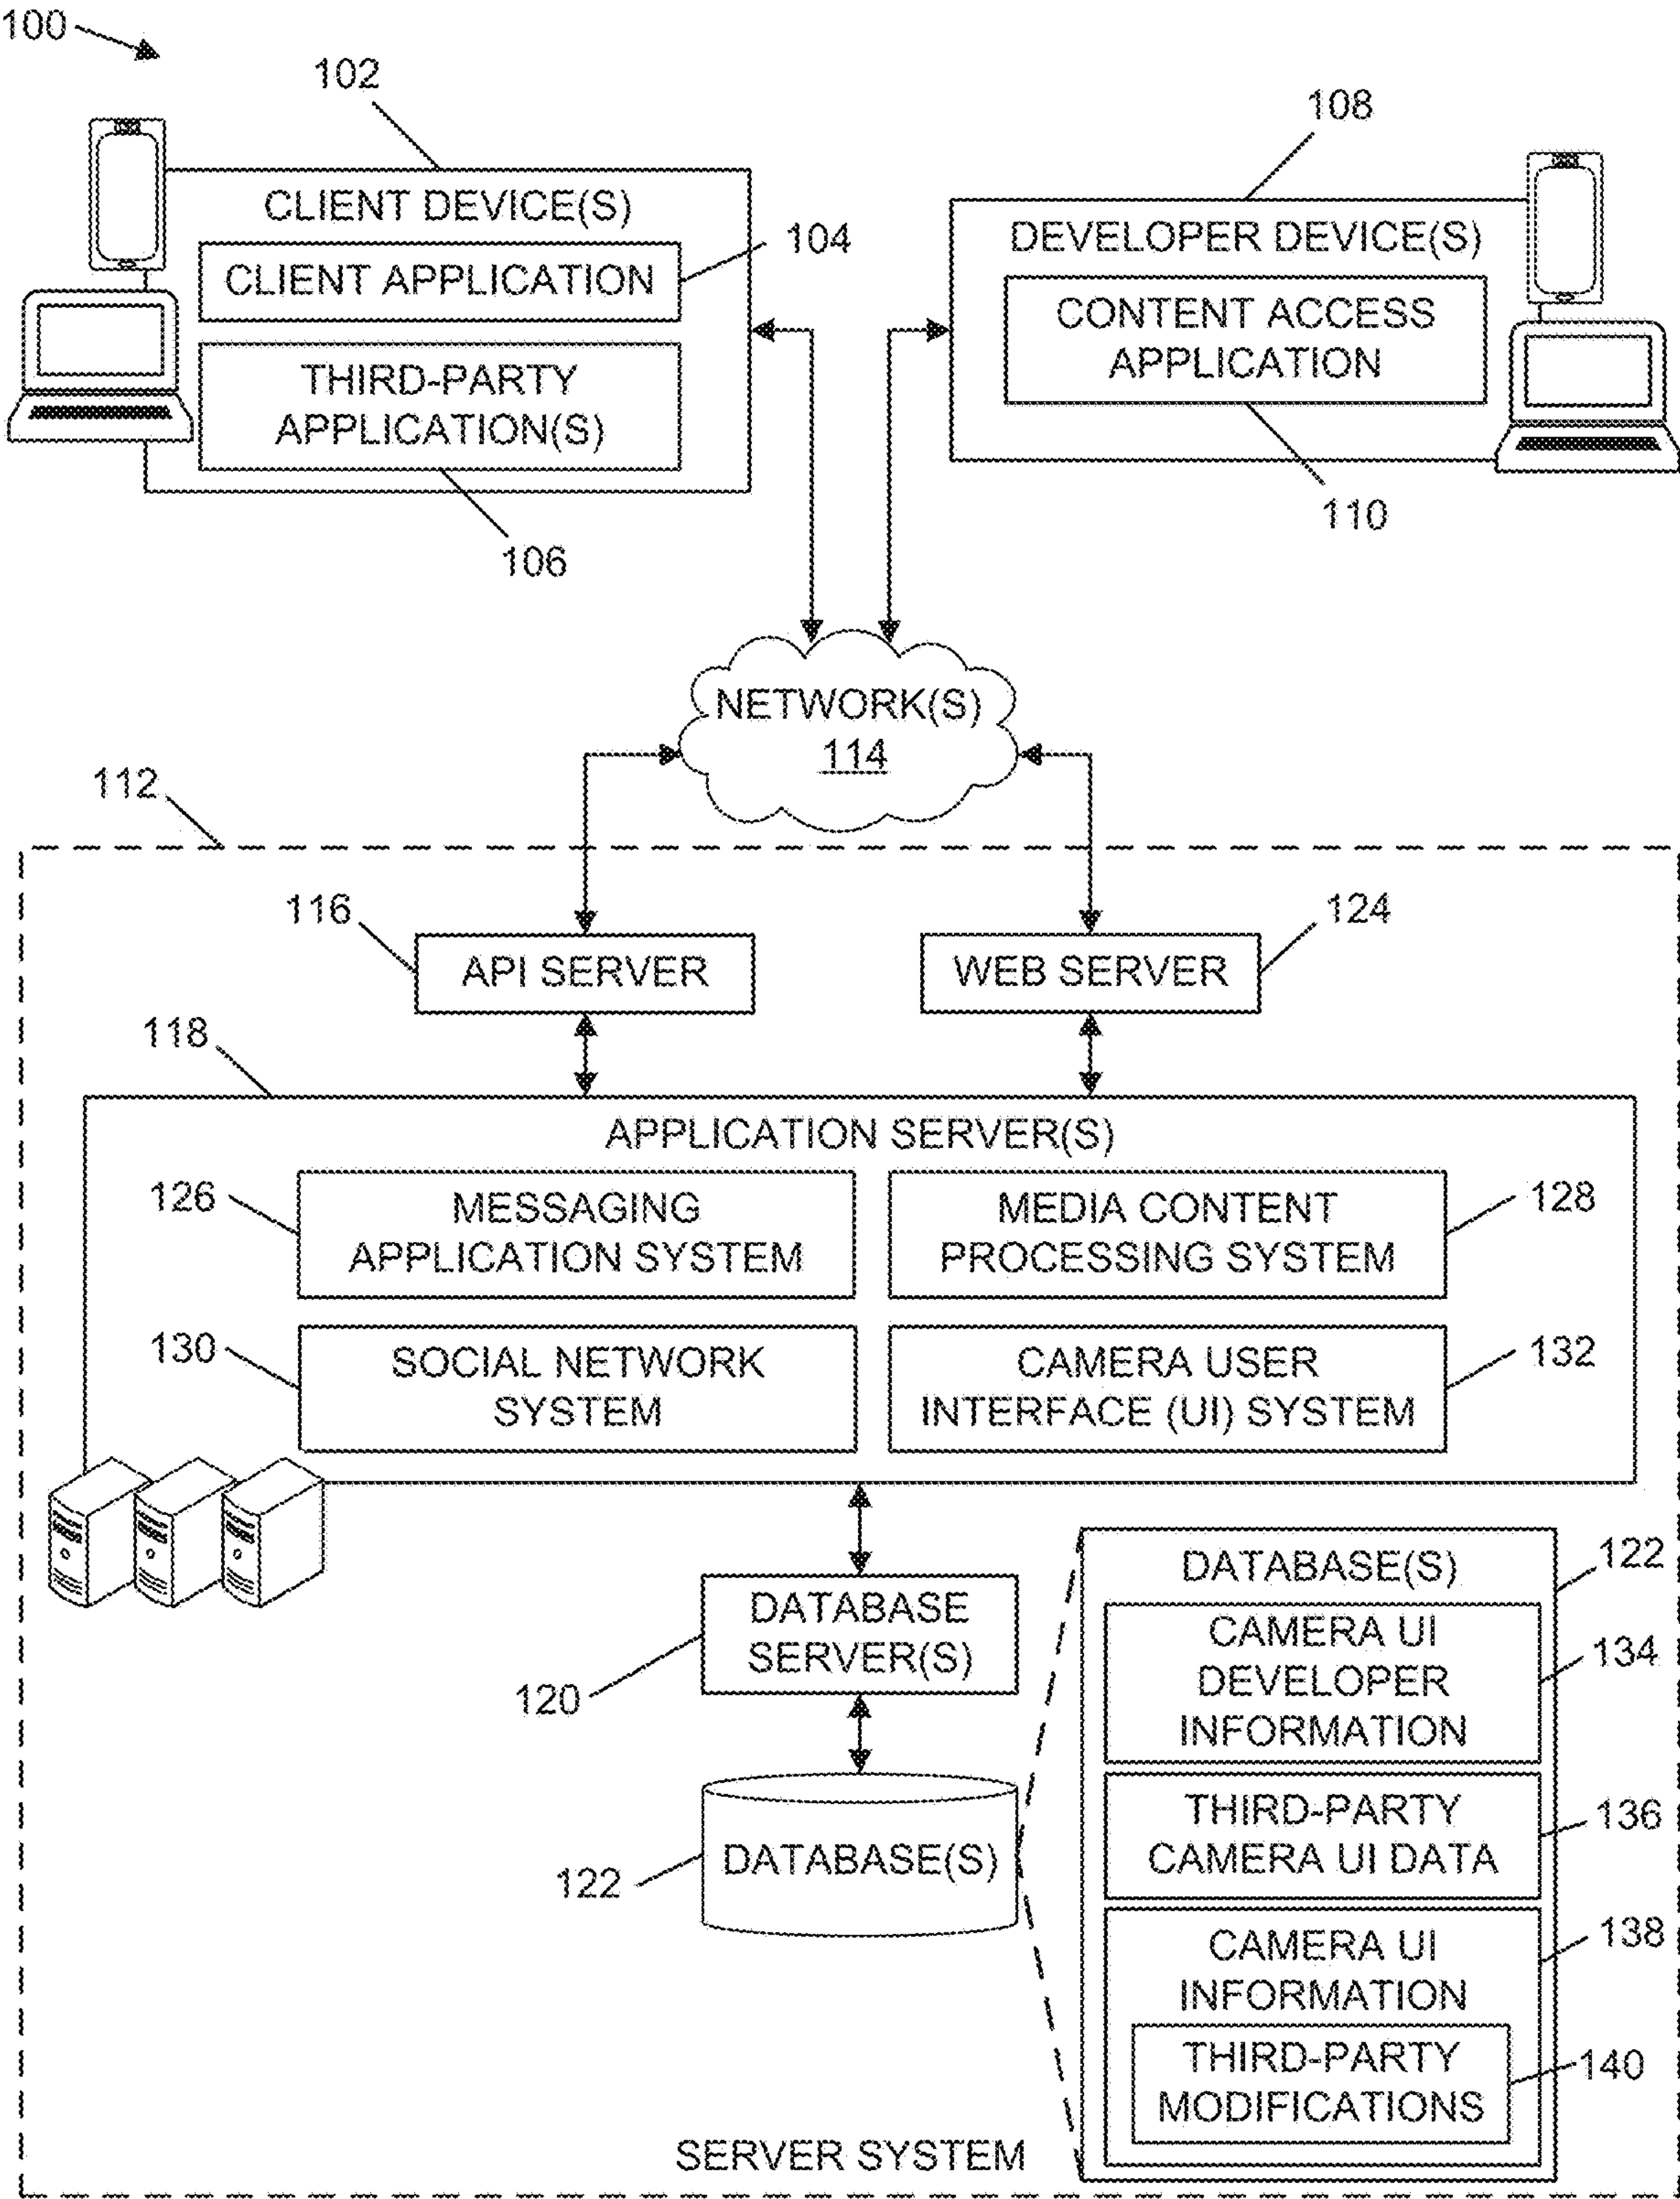 100
102
108
CLIENT DEVICE(S)
104
CLIENT APPLICATION
THIRD-PARTY
APPLICATION(S)
106
DEVELOPER DEVICE(S)
CONTENT ACCESS
APPLICATION
110
NETWORK(S)
114
112
116
API SERVER
WEB SERVER
124
118
APPLICATION SERVER(S)
126
MESSAGING
APPLICATION SYSTEM
MEDIA CONTENT
PROCESSING SYSTEM
128
130
SOCIAL NETWORK
SYSTEM
CAMERA USER
INTERFACE (UI) SYSTEM
132
DATABASE
SERVER(S)
120
DATABASE(S)
122
DATABASE(S)
122
CAMERA UI
DEVELOPER
INFORMATION
134
THIRD-PARTY
CAMERA UI DATA
136
CAMERA UI
INFORMATION
138
THIRD-PARTY
MODIFICATIONS
140
SERVER SYSTEM